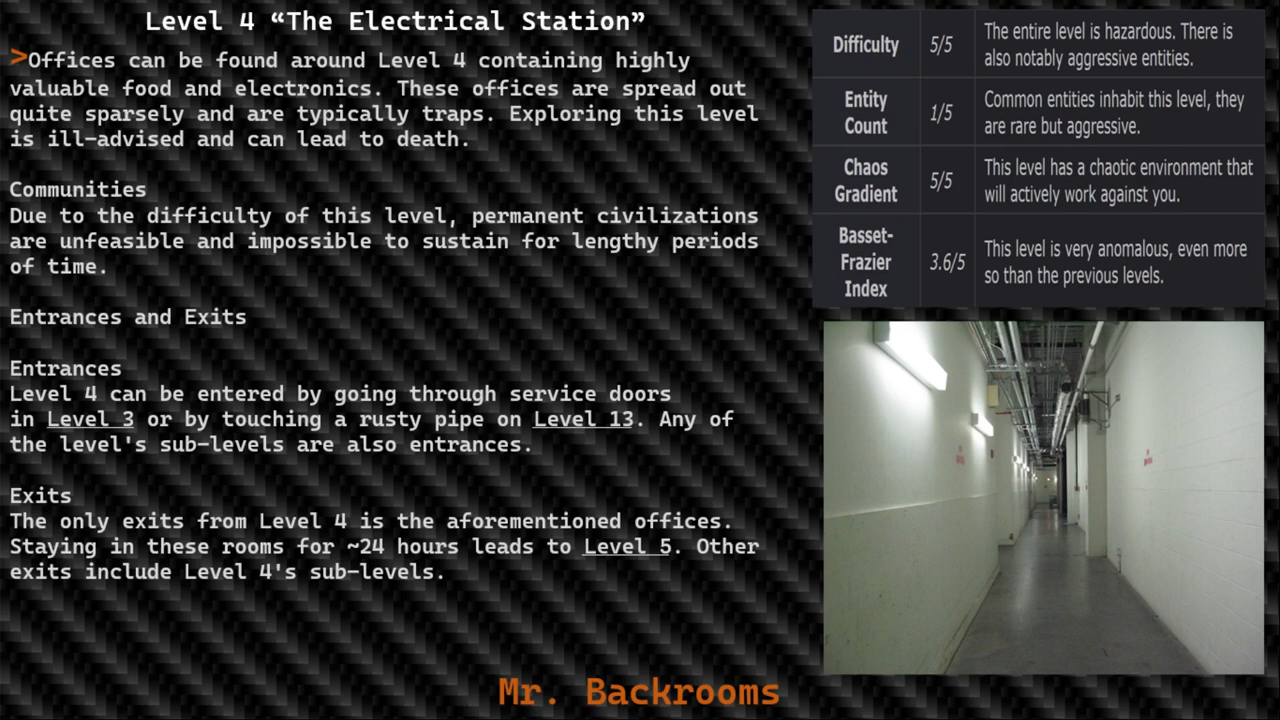 Level 4 “The Electrical Station”
>Offices can be found around Level 4 containing highly
valuable food and electronics. These offices are spread out
quite sparsely and are typically traps. Exploring this level
is ill-advised and can lead to death.
Communities
Due to the difficulty of this level, permanent civilizations
are unfeasible and impossible to sustain for lengthy periods
of time.
Entrances and Exits
Entrances
Level 4 can be entered by going through service doors
in Level 3 or by touching a rusty pipe on Level 13. Any of
the level's sub-levels are also entrances.
Exits
The only exits from Level 4 is the aforementioned offices.
Staying in these rooms for ~24 hours leads to Level 5. Other
exits include Level 4's sub-levels.
Difficulty 5/5 The entire level is hazardous. There is
also notably aggressive entities.
Entity
Count 1/5 Common entities inhabit this level, they
are rare but aggressive.
Chaos
Gradient 5/5 This level has a chaotic environment that
will actively work against you.
Basset-
Frazier
Index 3.6/5 This level is very anomalous, even more
so than the previous levels.
Mr. Backrooms